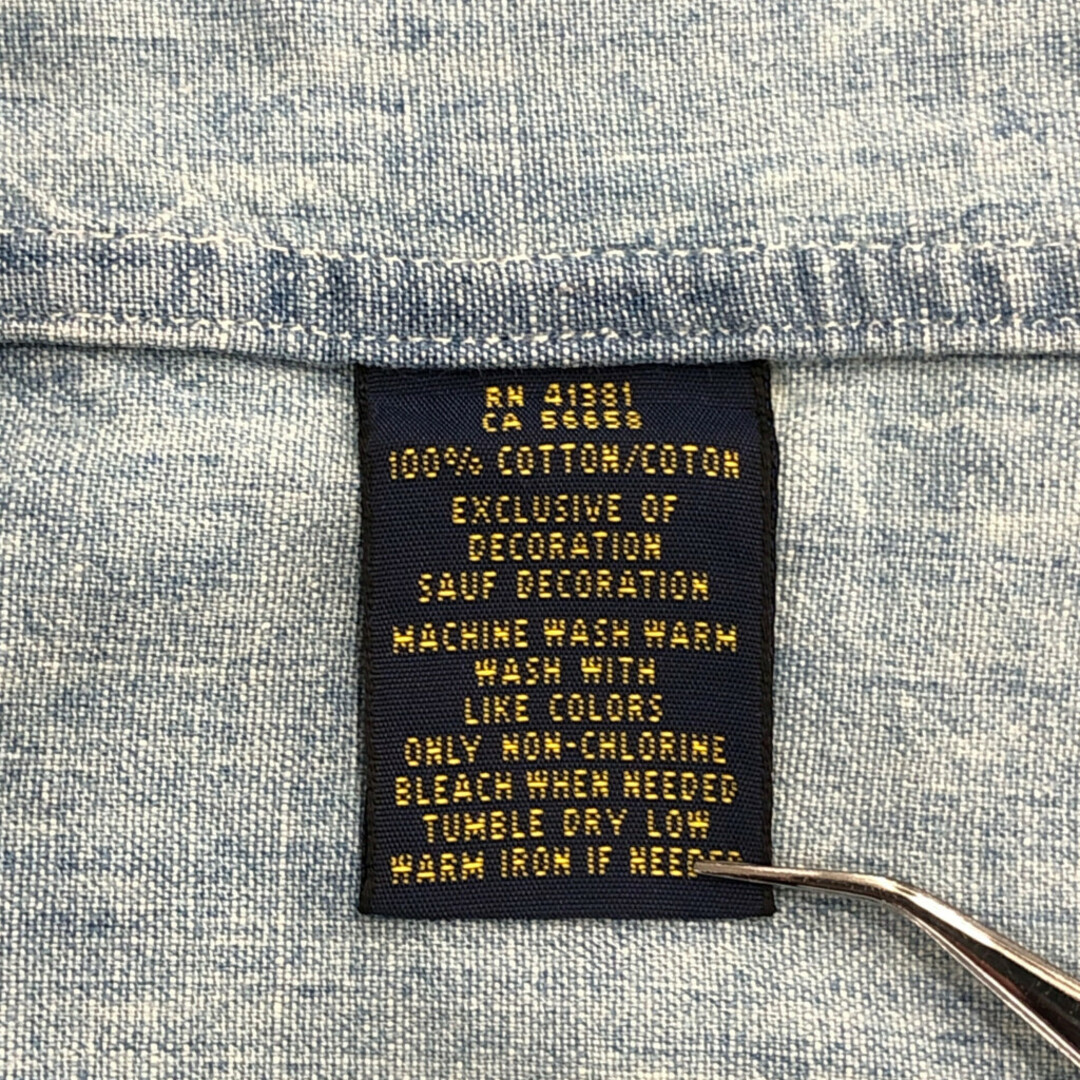 RN 41381
CA 56658
100% COTTON/COTON
EXCLUSIVE OF
DECORATION
SAUF DECORATION
MACHINE WASH WARM
WASH WITH
LIKE COLORS
ONLY NON-CHLORINE
BLEACH WHEN NEEDED
TUMBLE DRY LOW
WARM IRON IF NEEDED